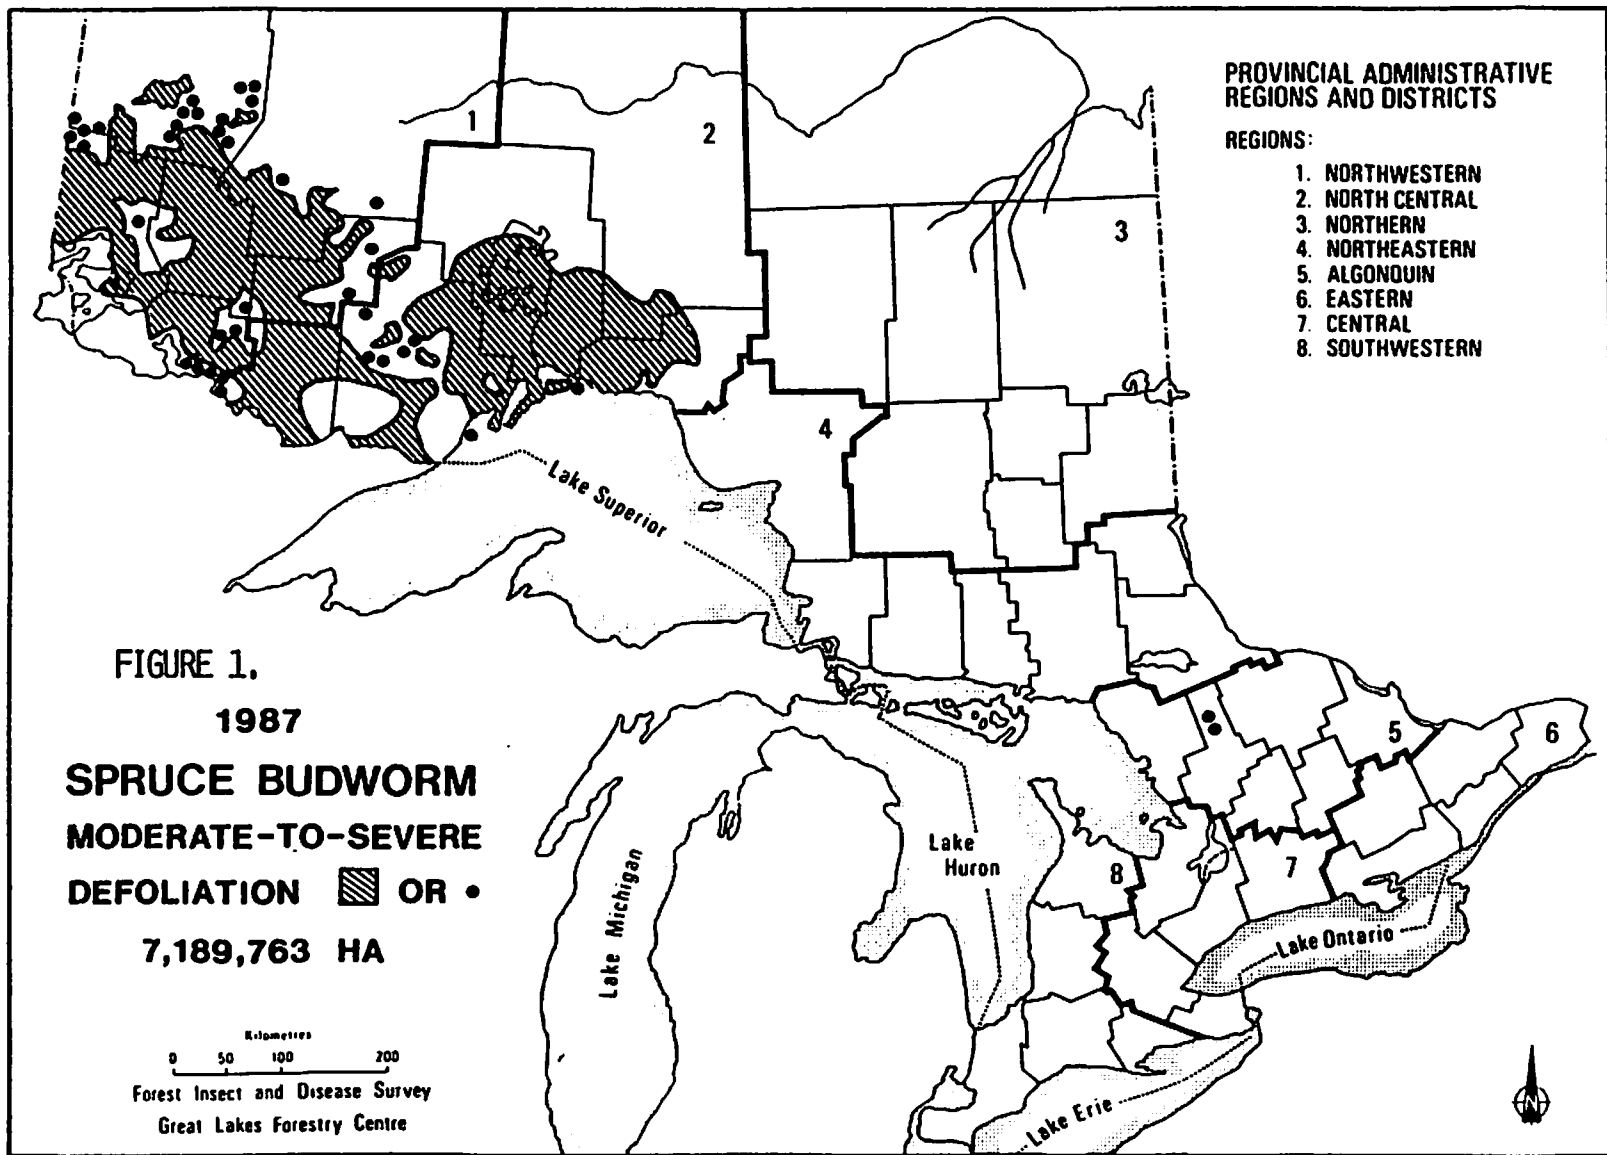 PROVINCIAL ADMINISTRATIVE
REGIONS AND DISTRICTS
REGIONS:
1. NORTHWESTERN
2. NORTH CENTRAL
3. NORTHERN
4. NORTHEASTERN
5. ALGONQUIN
6. EASTERN
7. CENTRAL
8. SOUTHWESTERN
1
2
3
4
Lake Superior
5
6
7
8
Lake
Huron
Lake Michigan
Lake Ontario
Lake Erie
FIGURE 1.
1987
SPRUCE BUDWORM
MODERATE-TO-SEVERE
DEFOLIATION OR •
7,189,763 HA
Kilometres
0 50 100 200
Forest Insect and Disease Survey
Great Lakes Forestry Centre
N